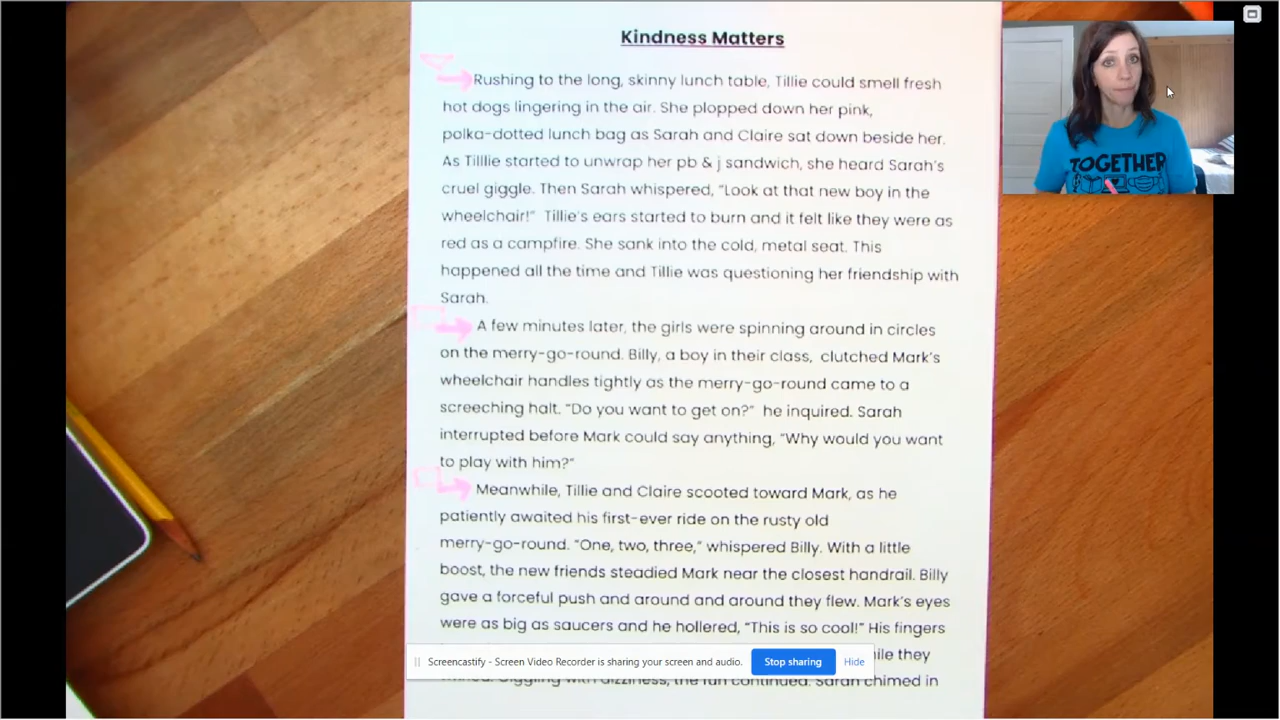 Kindness Matters
Rushing to the long, skinny lunch table, Tillie could smell fresh
hot dogs lingering in the air. She plopped down her pink,
polka-dotted lunch bag as Sarah and Claire sat down beside her.
As Tilllie started to unwrap her pb & j sandwich, she heard Sarah's
cruel giggle. Then Sarah whispered, "Look at that new boy in the
wheelchair!" Tillie's ears started to burn and it felt like they were as
red as a campfire. She sank into the cold, metal seat. This
happened all the time and Tillie was questioning her friendship with
Sarah.
A few minutes later, the girls were spinning around in circles
on the merry-go-round. Billy, a boy in their class, clutched Mark's
wheelchair handles tightly as the merry-go-round came to a
screeching halt. "Do you want to get on?" he inquired. Sarah
interrupted before Mark could say anything, "Why would you want
to play with him?"
Meanwhile, Tillie and Claire scooted toward Mark, as he
patiently awaited his first-ever ride on the rusty old
merry-go-round. "One, two, three," whispered Billy. With a little
boost, the new friends steadied Mark near the closest handrail. Billy
gave a forceful push and around and around they flew. Mark's eyes
were as big as saucers and he hollered, "This is so cool!" His fingers
they
Giggling with dizziness, the fun continued. Sarah chimed in
Screencastify - Screen Video Recorder is sharing your screen and audio.
Stop sharing
Hide
TOGETHER